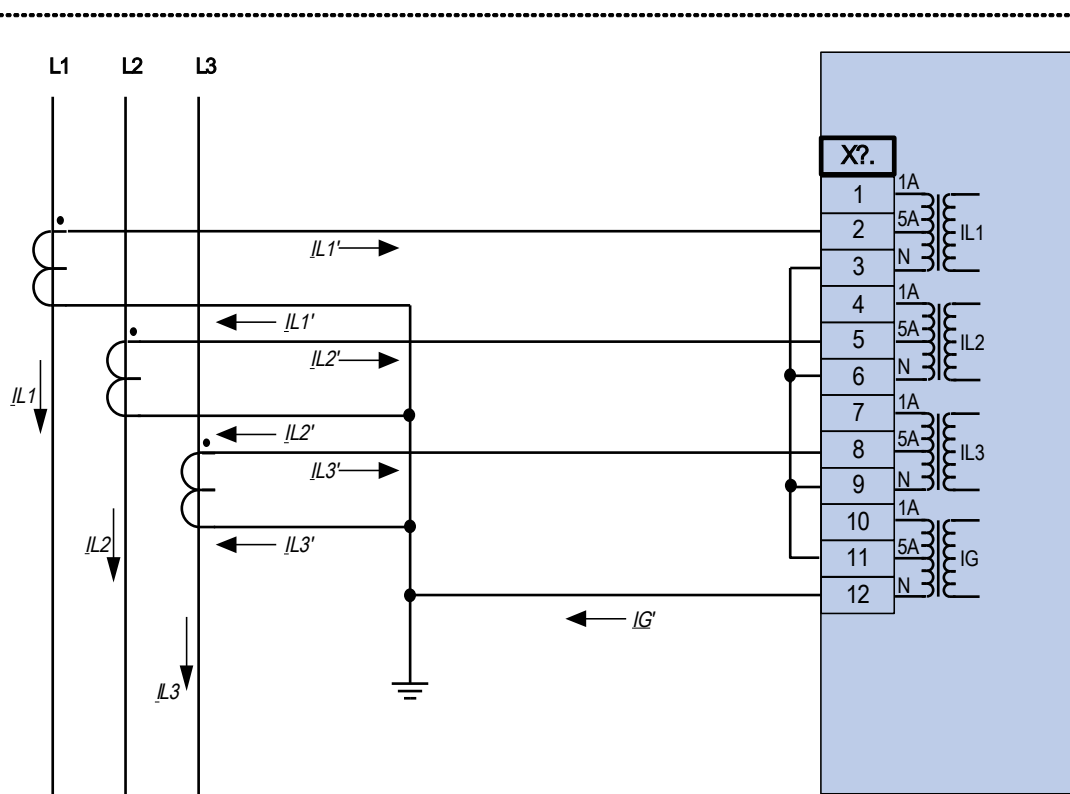 L1 L2 L3
X?.
1 1A
2 5A IL1
3 N
4 1A
5 5A IL2
6 N
7 1A
8 5A IL3
9 N
10 1A
11 5A IG
12 N
IL1'
IL1'
IL2'
IL1
IL2'
IL3'
IL2
IL3'
IG'
IL3